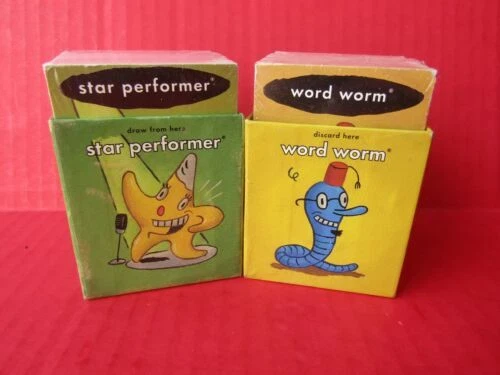 star performer®
draw from here
star performer®
word worm®
discard here
word worm®